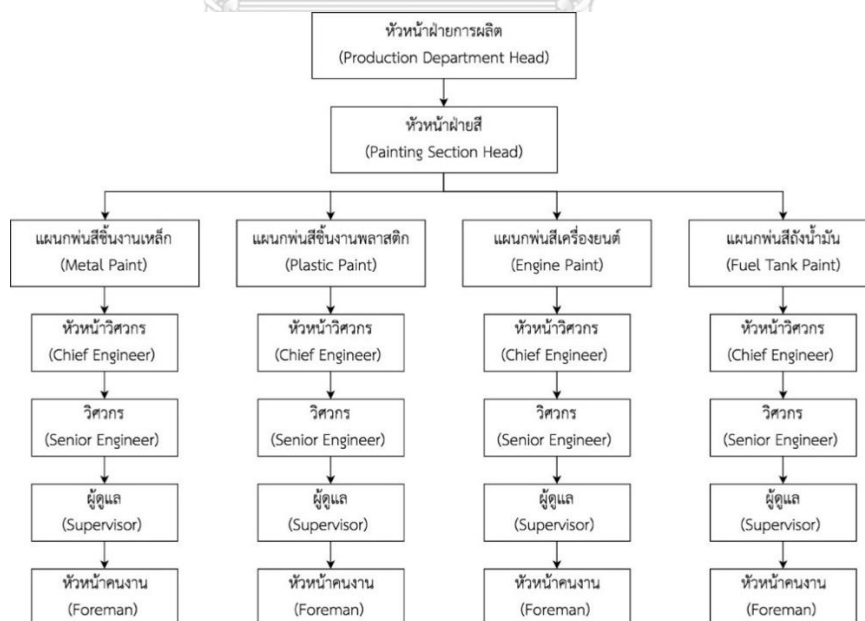 หัวหน้าฝ่ายการผลิต
(Production Department Head)
หัวหน้าฝ่ายสี
(Painting Section Head)
แผนกพ่นสีชิ้นงานเหล็ก
(Metal Paint)
แผนกพ่นสีชิ้นงานพลาสติก
(Plastic Paint)
แผนกพ่นสีเครื่องยนต์
(Engine Paint)
แผนกพ่นสีถังน้ำมัน
(Fuel Tank Paint)
หัวหน้าวิศวกร
(Chief Engineer)
หัวหน้าวิศวกร
(Chief Engineer)
หัวหน้าวิศวกร
(Chief Engineer)
หัวหน้าวิศวกร
(Chief Engineer)
วิศวกร
(Senior Engineer)
วิศวกร
(Senior Engineer)
วิศวกร
(Senior Engineer)
วิศวกร
(Senior Engineer)
ผู้ดูแล
(Supervisor)
ผู้ดูแล
(Supervisor)
ผู้ดูแล
(Supervisor)
ผู้ดูแล
(Supervisor)
หัวหน้าคนงาน
(Foreman)
หัวหน้าคนงาน
(Foreman)
หัวหน้าคนงาน
(Foreman)
หัวหน้าคนงาน
(Foreman)